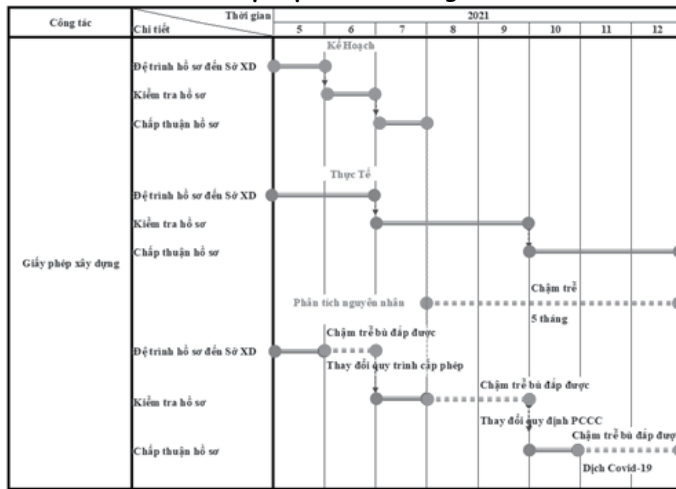 Công tác
Thời gian
Chi tiết
2021
5 6 7 8 9 10 11 12
Kế Hoạch
Đệ trình hồ sơ đến Sở XD
Kiểm tra hồ sơ
Chấp thuận hồ sơ
Thực Tế
Đệ trình hồ sơ đến Sở XD
Kiểm tra hồ sơ
Chấp thuận hồ sơ
Giấy phép xây dựng
Chậm trễ
Phân tích nguyên nhân
5 tháng
Chậm trễ bù đắp được
Đệ trình hồ sơ đến Sở XD
Thay đổi quy trình cấp phép
Chậm trễ bù đắp được
Kiểm tra hồ sơ
Thay đổi quy định PCCC
Chậm trễ bù đắp đượ
Chấp thuận hồ sơ
Dịch Covid-19